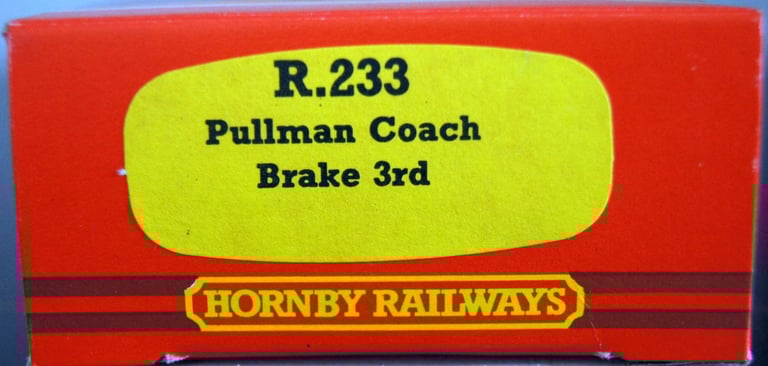 R.233
Pullman Coach
Brake 3rd
HORNBY RAILWAYS